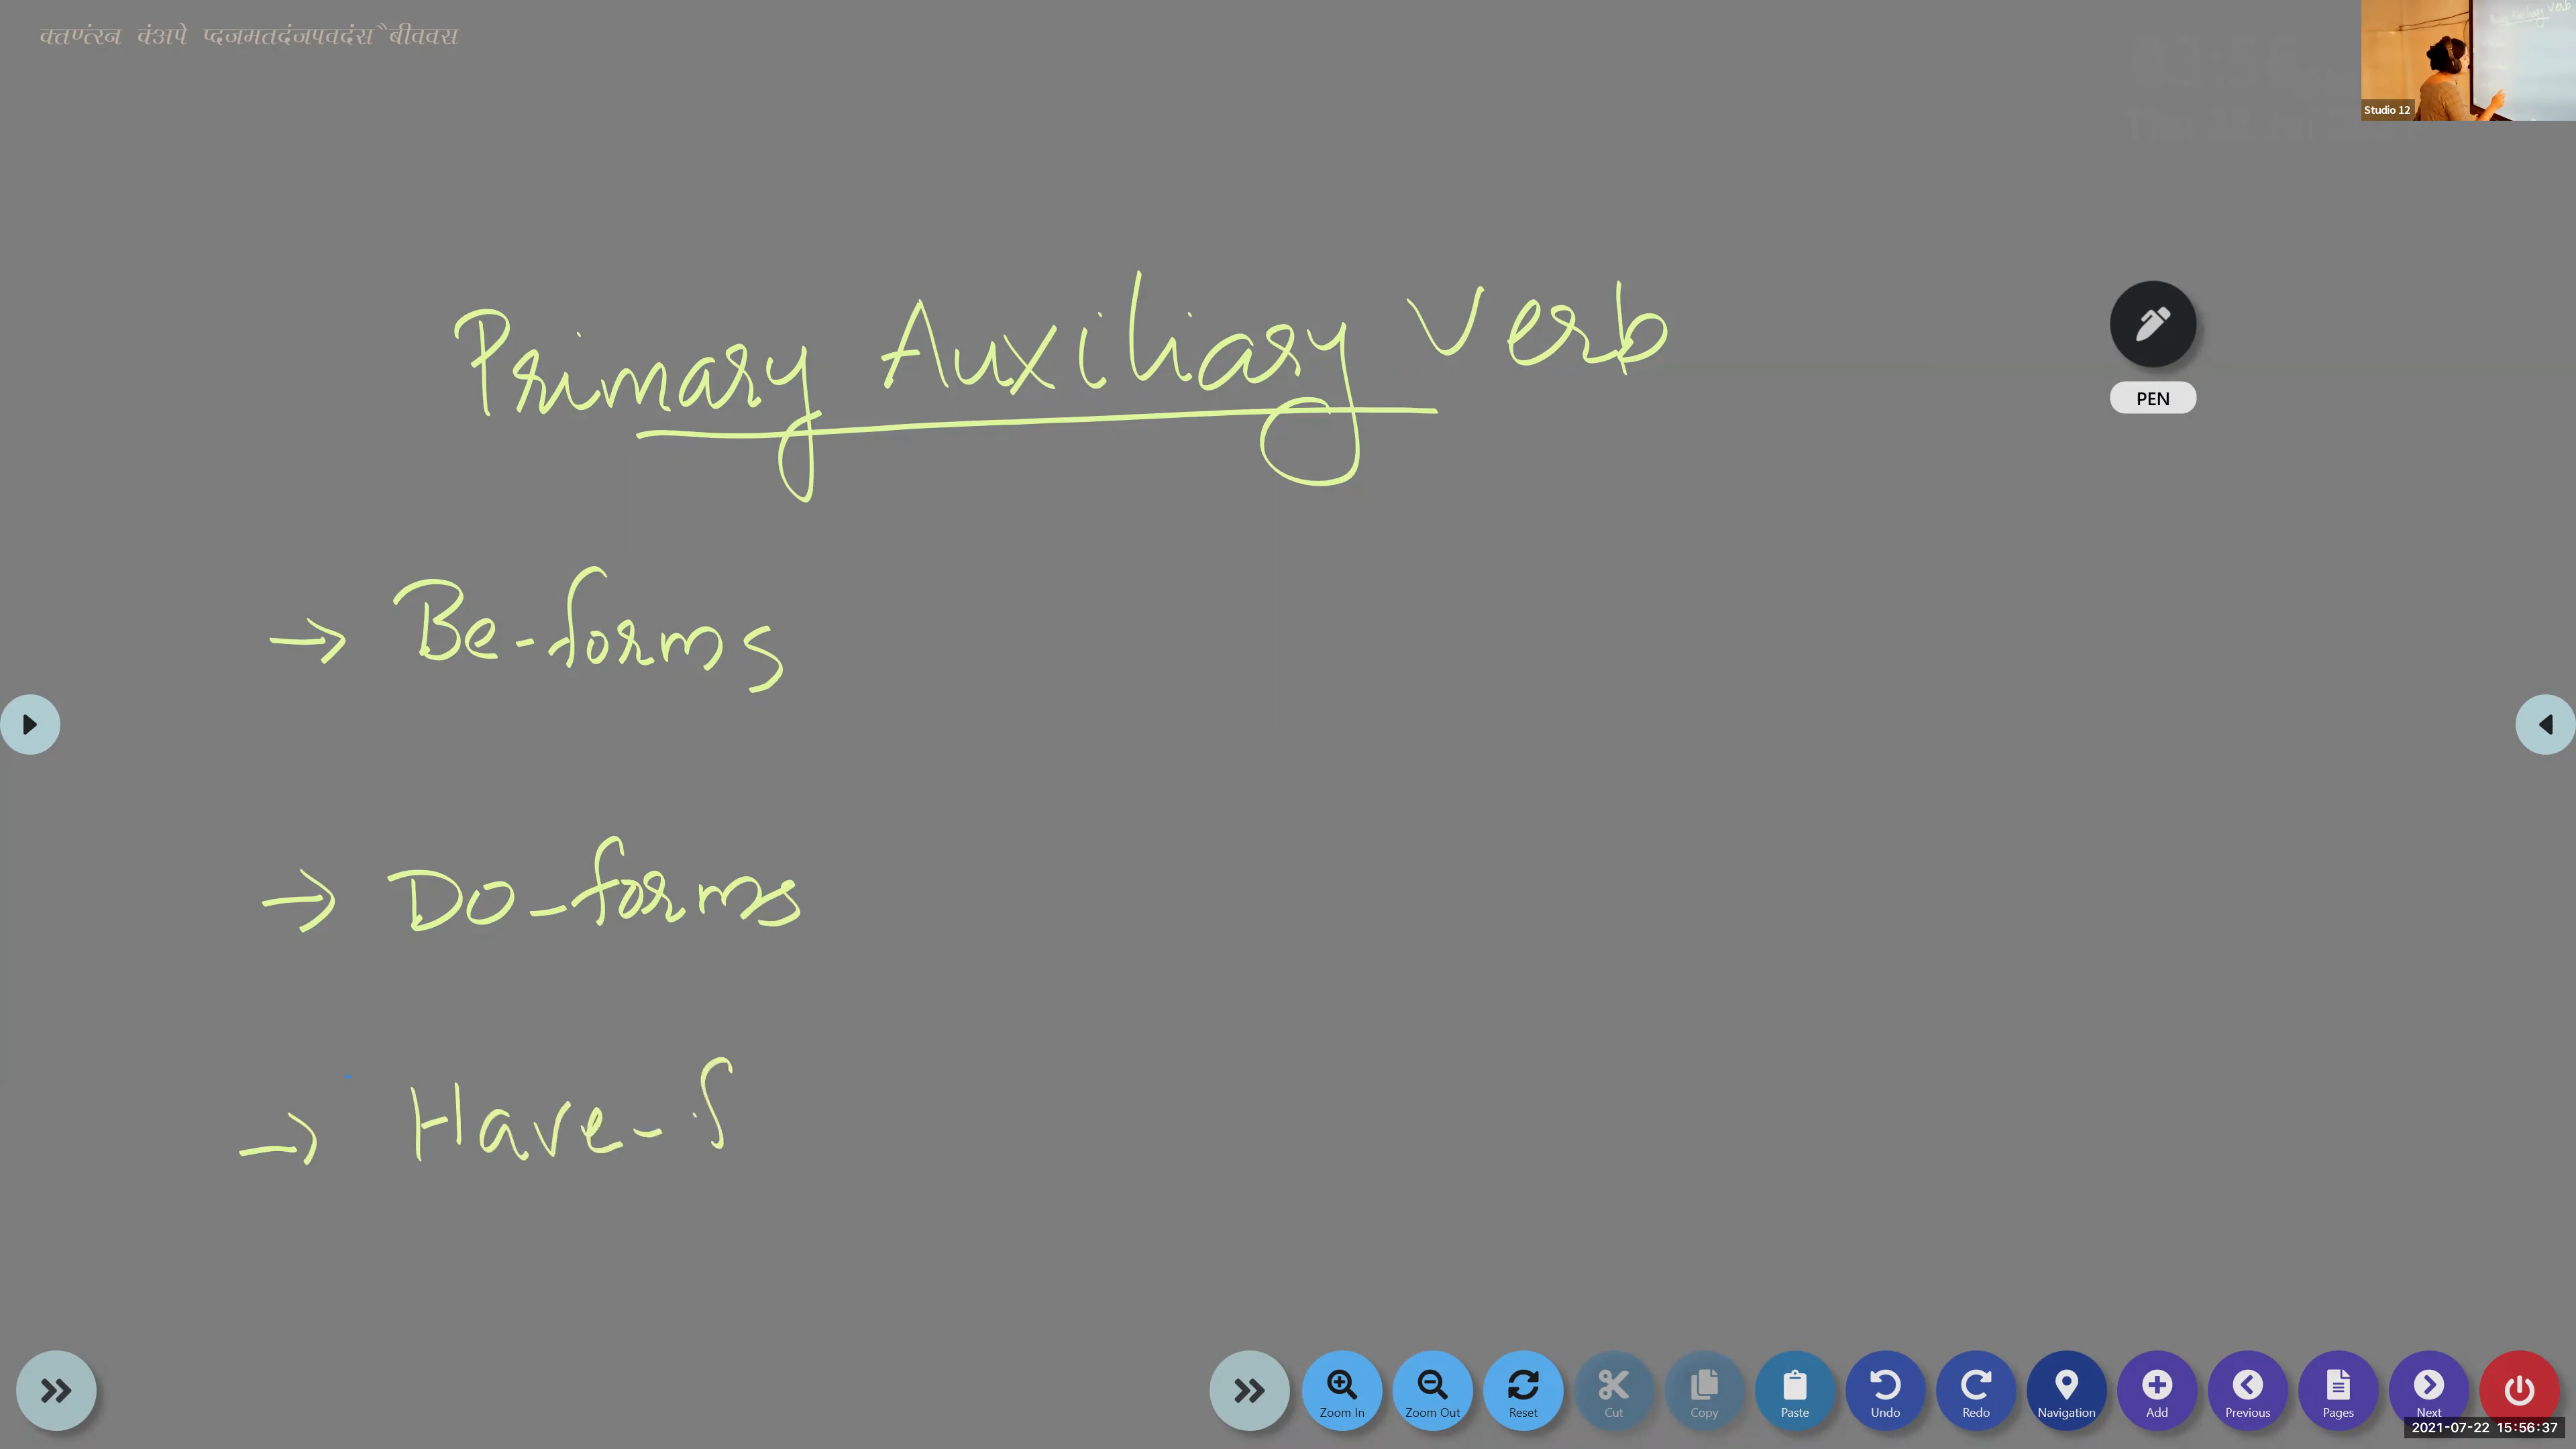 क्तण्त्ंरन कंअपे प्दजमतदंजपवदंस ैबीववस
Studio 12
Primary Auxiliary Verb
PEN
→ Be-forms
→ Do-forms
→ Have-f
Zoom In Zoom Out Reset Cut Copy Paste Undo Redo Navigation Add Previous Pages Next
2021-07-22 15:56:37